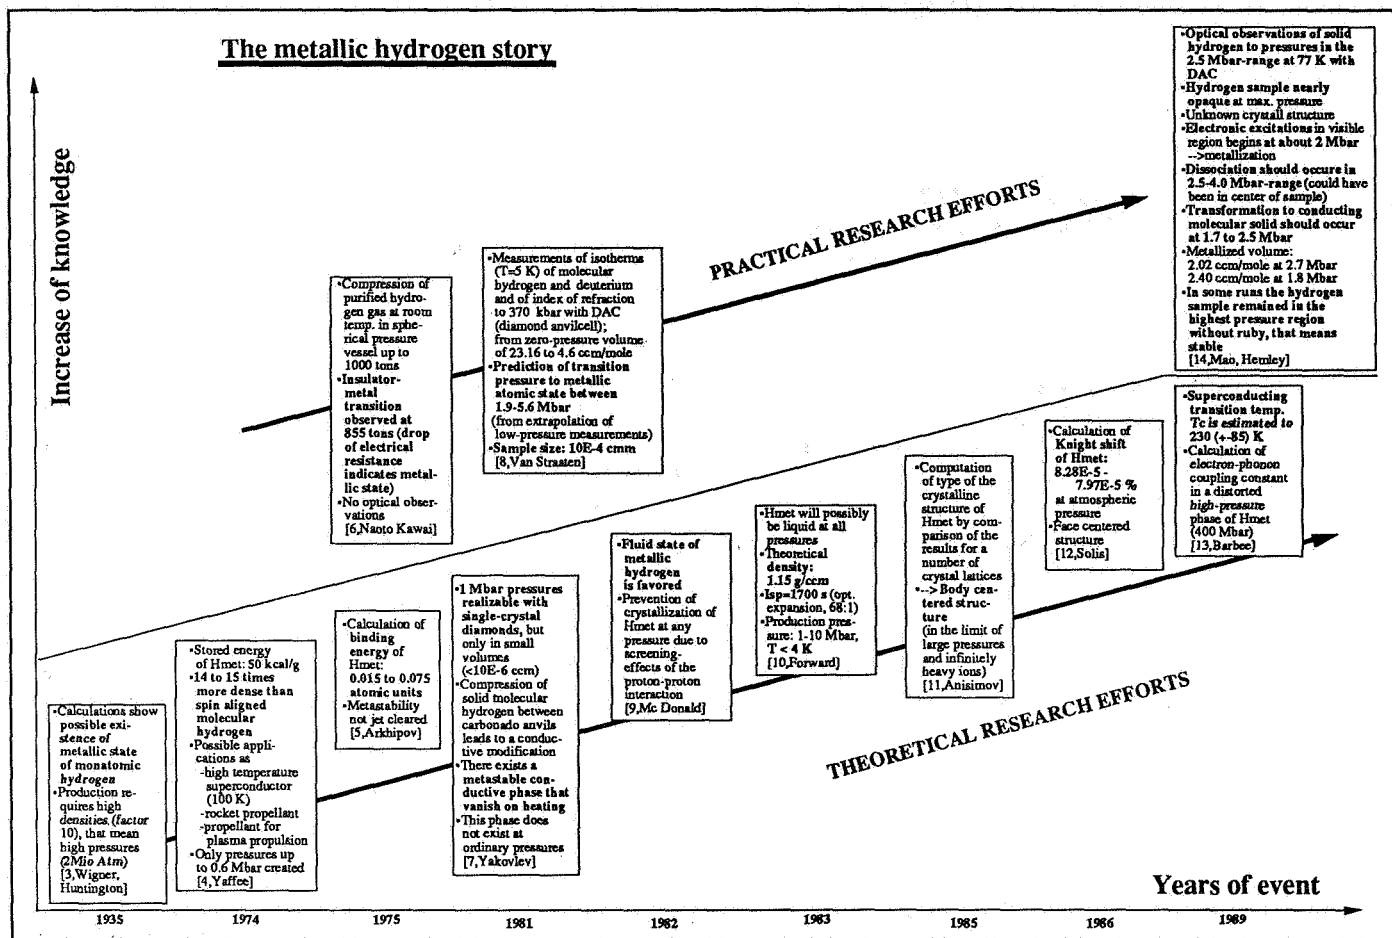 The metallic hydrogen story
Increase of knowledge
PRACTICAL RESEARCH EFFORTS
•Optical observations of solid
hydrogen to pressures in the
2.5 Mbar-range at 77 K with
DAC
•Hydrogen sample nearly
opaque at max. pressure
•Unknown crystall structure
•Electronic excitations in visible
region begins at about 2 Mbar
-->metallization
•Dissociation should occur in
2.5-4.0 Mbar-range (could have
been in center of sample)
•Transformation to conducting
molecular solid should occur
at 1.7 to 2.5 Mbar
•Metallized volume:
2.02 ccm/mole at 2.7 Mbar
2.40 ccm/mole at 1.8 Mbar
•In some runs the hydrogen
sample remained in the
highest pressure region
without ruby, that means
stable
[14,Mao, Hemley]
•Compression of
purified hydro-
gen gas at room
temp. in sphe-
rical pressure
vessel up to
1000 tons
•Insulator-
metal
transition
observed at
855 tons (drop
of electrical
resistance
indicates metal-
lic state)
•No optical obser-
vations
[6,Naoto Kawai]
•Measurements of isotherms
(T=5 K) of molecular
hydrogen and deuterium
and of index of refraction
to 370 kbar with DAC
(diamond anvilcell);
from zero-pressure volume
of 23.16 to 4.6 ccm/mole
•Prediction of transition
pressure to metallic
atomic state between
1.9-5.6 Mbar
(from extrapolation of
low-pressure measurements)
•Sample size: 10E-4 cmm
[8,Van Straaten]
•Calculations show
possible exi-
stence of
metallic state
of monatomic
hydrogen
•Production re-
quires high
densities (factor
10), that mean
high pressures
(2Mio Atm)
[3,Wigner,
Huntington]
•Stored energy
of Hmet: 50 kcal/g
•14 to 15 times
more dense than
spin aligned
molecular
hydrogen
•Possible appli-
cations as
-high temperature
superconductor
(100 K)
-rocket propellant
-propellant for
plasma propulsion
•Only pressures up
to 0.6 Mbar created
[4,Yaffee]
•Calculation of
binding
energy of
Hmet:
0.015 to 0.075
atomic units
•Metastability
not jet cleared
[5,Arkhipov]
•1 Mbar pressures
realizable with
single-crystal
diamonds, but
only in small
volumes
(<10E-6 ccm)
•Compression of
solid molecular
hydrogen between
carbonado anvils
leads to a conduc-
tive modification
•There exists a
metastable con-
ductive phase that
vanish on heating
•This phase does
not exist at
ordinary pressures
[7,Yakovlev]
•Fluid state of
metallic
hydrogen
is favored
•Prevention of
crystallization of
Hmet at any
pressure due to
screening-
effects of the
proton-proton
interaction
[9,Mc Donald]
•Hmet will possibly
be liquid at all
pressures
•Theoretical
density:
1.15 g/ccm
•Isp=1700 s (opt.
expansion, 68:1)
•Production pres-
sure: 1-10 Mbar,
T < 4 K
[10,Forward]
•Computation
of type of the
crystalline
structure of
Hmet by com-
parison of the
results for a
number of
crystal lattices
•--> Body cen-
tered struc-
ture
(in the limit of
large pressures
and infinitely
heavy ions)
[11,Anisimov]
•Calculation of
Knight shift
of Hmet:
8.28E-5 -
7.97E-5 %
at atmospheric
pressure
•Face centered
structure
[12,Solis]
•Superconducting
transition temp.
Tc is estimated to
230 (+-85) K
•Calculation of
electron-phonon
coupling constant
in a distorted
high-pressure
phase of Hmet
(400 Mbar)
[13,Barbee]
THEORETICAL RESEARCH EFFORTS
Years of event
1935 1974 1975 1981 1982 1983 1985 1986 1989